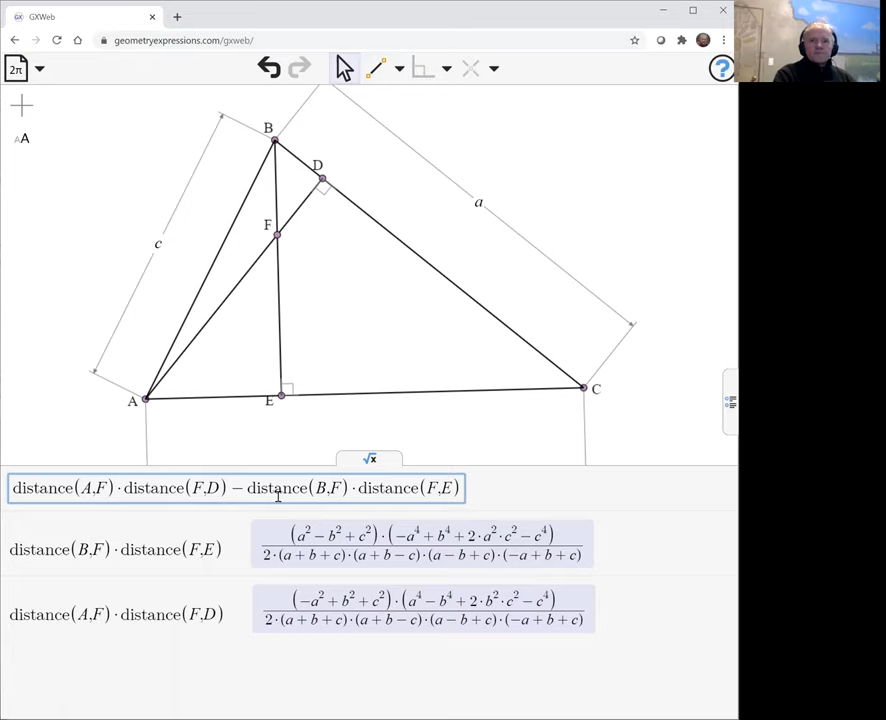 GXWeb
geometryexpressions.com/gxweb/
2π
?
AA
B
D
a
F
c
A
E
C
√x
distance(A,F)·distance(F,D) − distance(B,F)·distance(F,E)
distance(B,F)·distance(F,E) (a²−b²+c²)·(−a⁴+b⁴+2·a²·c²−c⁴) / 2·(a+b+c)·(a+b−c)·(a−b+c)·(−a+b+c)
distance(A,F)·distance(F,D) (−a²+b²+c²)·(a⁴−b⁴+2·b²·c²−c⁴) / 2·(a+b+c)·(a+b−c)·(a−b+c)·(−a+b+c)